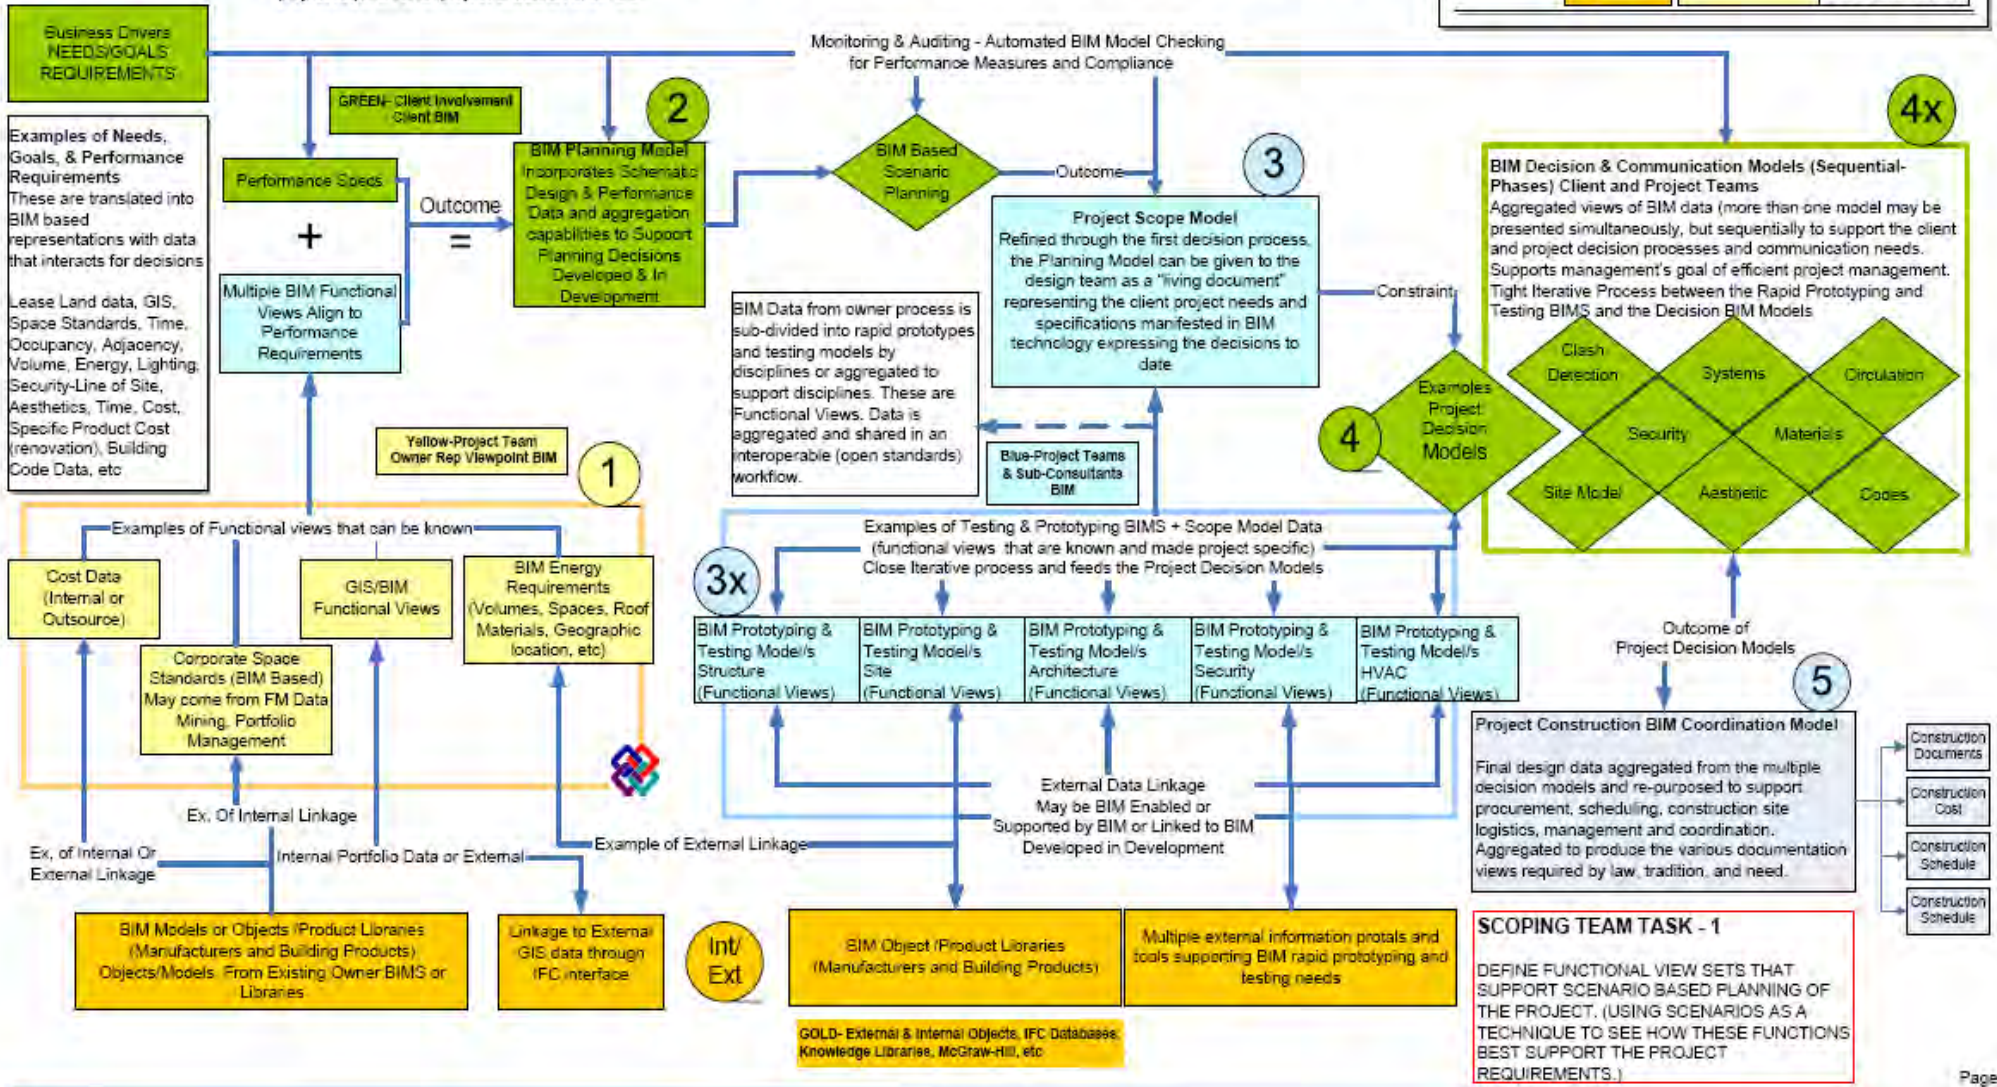 Business Drivers
NEEDS/GOALS
REQUIREMENTS
Monitoring & Auditing - Automated BIM Model Checking
for Performance Measures and Compliance
GREEN- Client Involvement
Client BIM
2
4x
Examples of Needs,
Goals, & Performance
Requirements
These are translated into
BIM based
representations with data
that interacts for decisions
Lease Land data, GIS,
Space Standards, Time,
Occupancy, Adjacency,
Volume, Energy, Lighting,
Security-Line of Site,
Aesthetics, Time, Cost,
Specific Product Cost
(renovation), Building
Code Data, etc
Performance Specs
+
Multiple BIM Functional
Views Align to
Performance
Requirements
Outcome
=
BIM Planning Model
Incorporates Schematic
Design & Performance
Data and aggregation
capabilities to Support
Planning Decisions
Developed & In
Development
BIM Based
Scenario
Planning
Outcome
3
Project Scope Model
Refined through the first decision process,
the Planning Model can be given to the
design team as a "living document"
representing the client project needs and
specifications manifested in BIM
technology expressing the decisions to
date
Constraint
BIM Decision & Communication Models (Sequential-
Phases) Client and Project Teams
Aggregated views of BIM data (more than one model may be
presented simultaneously, but sequentially to support the client
and project decision processes and communication needs.
Supports management's goal of efficient project management.
Tight Iterative Process between the Rapid Prototyping and
Testing BIMS and the Decision BIM Models
Clash
Detection
Systems
Circulation
Security
Materials
Site Model
Aesthetic
Codes
4
Examples
Project
Decision
Models
BIM Data from owner process is
sub-divided into rapid prototypes
and testing models by
disciplines or aggregated to
support disciplines. These are
Functional Views. Data is
aggregated and shared in an
interoperable (open standards)
workflow.
Blue-Project Teams
& Sub-Consultants
BIM
Yellow-Project Team
Owner Rep Viewpoint BIM
1
Examples of Functional views that can be known
Cost Data
(Internal or
Outsource)
Corporate Space
Standards (BIM Based)
May come from FM Data
Mining, Portfolio
Management
GIS/BIM
Functional Views
BIM Energy
Requirements
(Volumes, Spaces, Roof
Materials, Geographic
location, etc)
Examples of Testing & Prototyping BIMS + Scope Model Data
(functional views that are known and made project specific)
Close Iterative process and feeds the Project Decision Models
3x
BIM Prototyping &
Testing Model/s
Structure
(Functional Views)
BIM Prototyping &
Testing Model/s
Site
(Functional Views)
BIM Prototyping &
Testing Model/s
Architecture
(Functional Views)
BIM Prototyping &
Testing Model/s
Security
(Functional Views)
BIM Prototyping &
Testing Model/s
HVAC
(Functional Views)
Outcome of
Project Decision Models
5
Project Construction BIM Coordination Model
Final design data aggregated from the multiple
decision models and re-purposed to support
procurement, scheduling, construction site
logistics, management and coordination.
Aggregated to produce the various documentation
views required by law, tradition, and need.
Construction
Documents
Construction
Cost
Construction
Schedule
Construction
Schedule
Ex. Of Internal Linkage
Ex. of Internal Or
External Linkage
Internal Portfolio Data or External
Example of External Linkage
External Data Linkage
May be BIM Enabled or
Supported by BIM or Linked to BIM
Developed in Development
BIM Models or Objects /Product Libraries
(Manufacturers and Building Products)
Objects/Models From Existing Owner BIMS or
Libraries
Linkage to External
GIS data through
IFC interface
Int/
Ext
BIM Object /Product Libraries
(Manufacturers and Building Products)
Multiple external information protals and
tools supporting BIM rapid prototyping and
testing needs
GOLD- External & Internal Objects, IFC Databases,
Knowledge Libraries, McGraw-Hill, etc
SCOPING TEAM TASK - 1
DEFINE FUNCTIONAL VIEW SETS THAT
SUPPORT SCENARIO BASED PLANNING OF
THE PROJECT. (USING SCENARIOS AS A
TECHNIQUE TO SEE HOW THESE FUNCTIONS
BEST SUPPORT THE PROJECT
REQUIREMENTS.)
Page